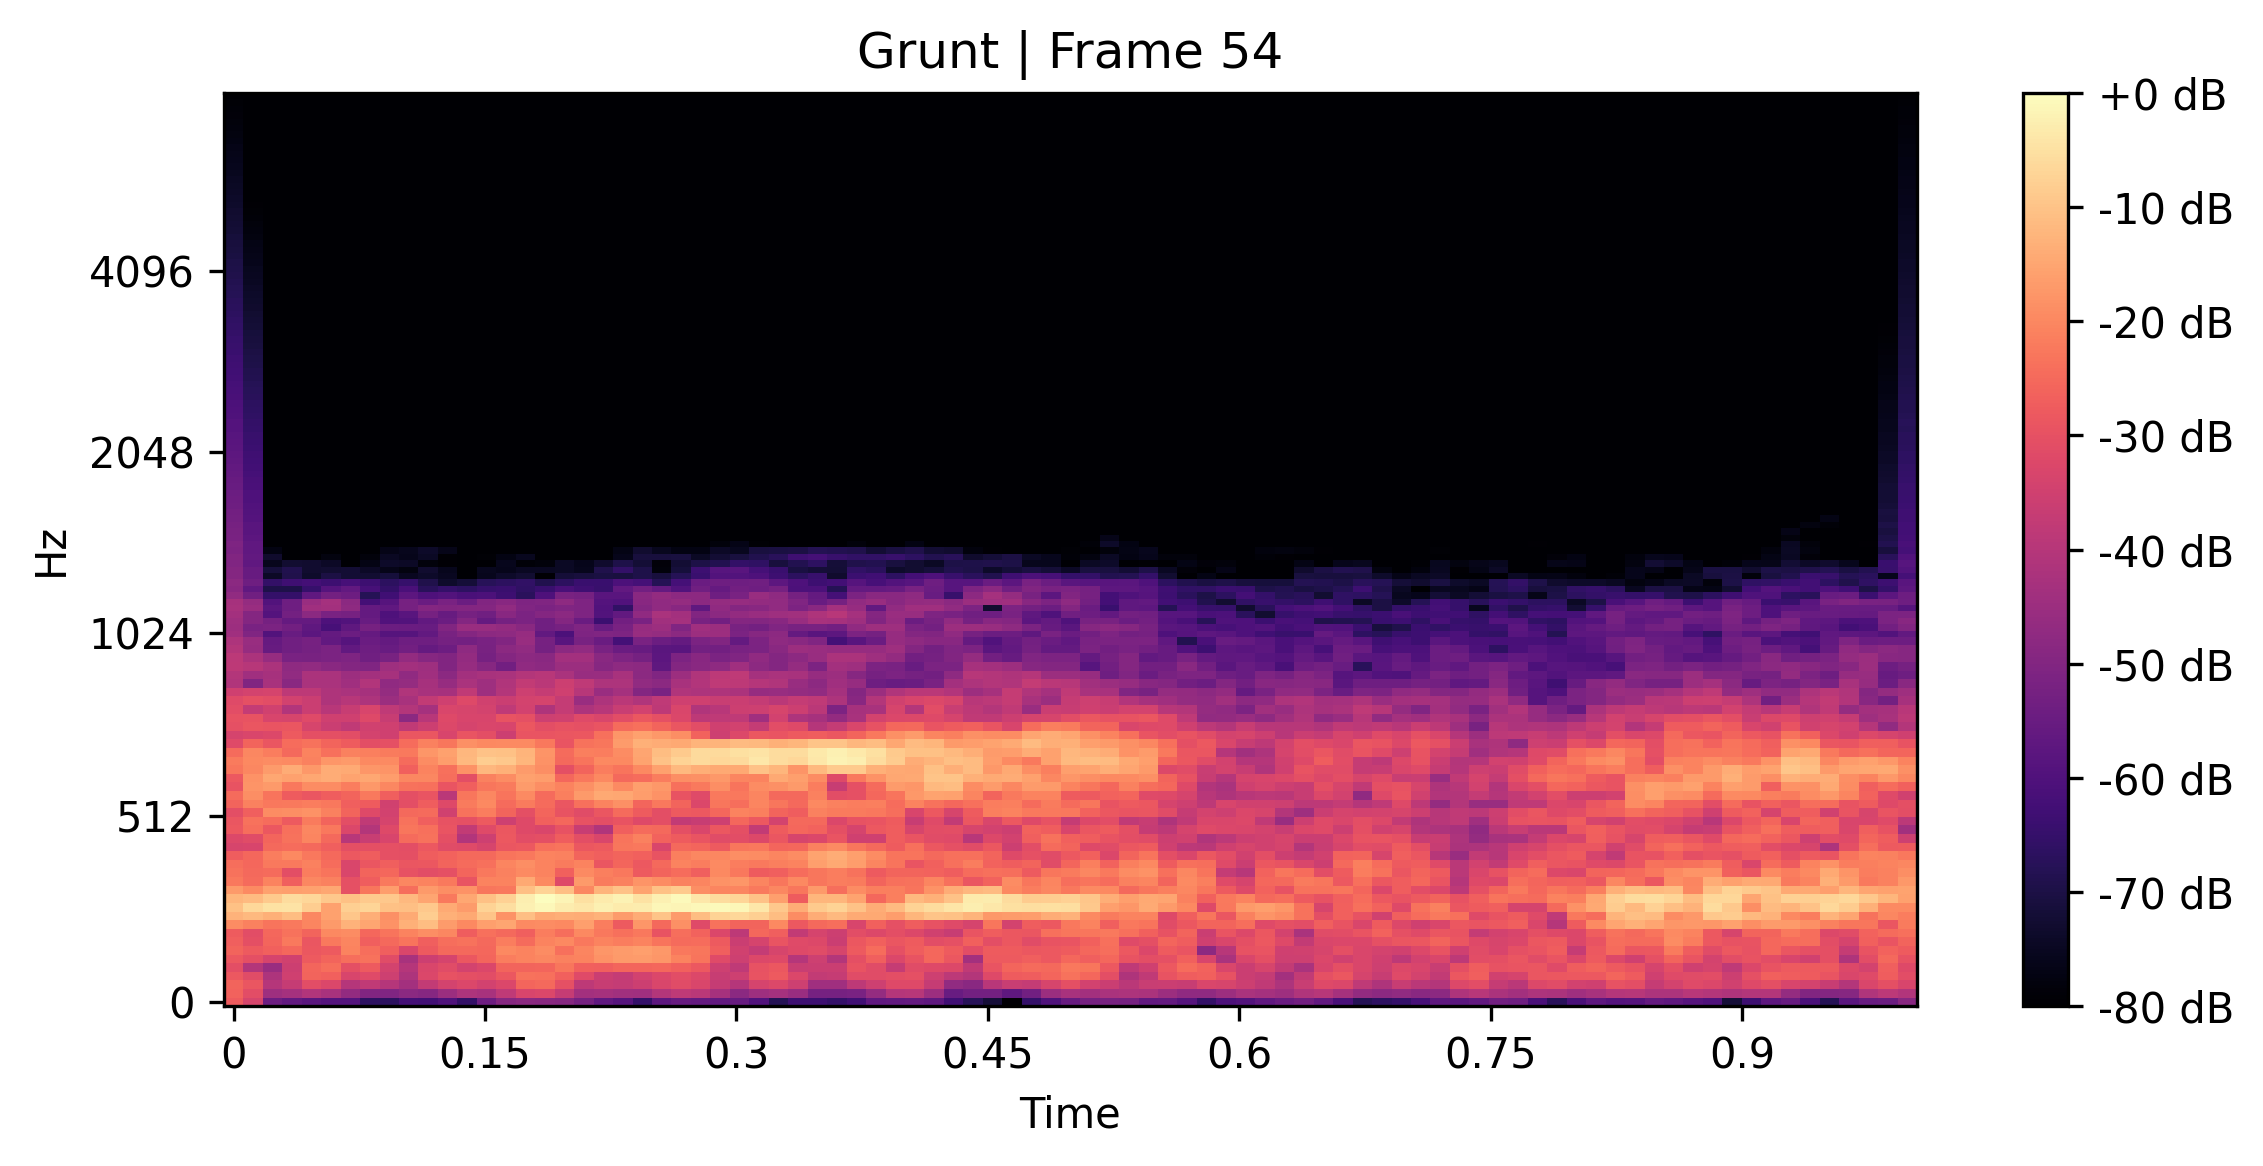 Grunt | Frame 54
+0 dB
-10 dB
-20 dB
-30 dB
-40 dB
-50 dB
-60 dB
-70 dB
-80 dB
Hz
4096
2048
1024
512
0
0 0.15 0.3 0.45 0.6 0.75 0.9
Time